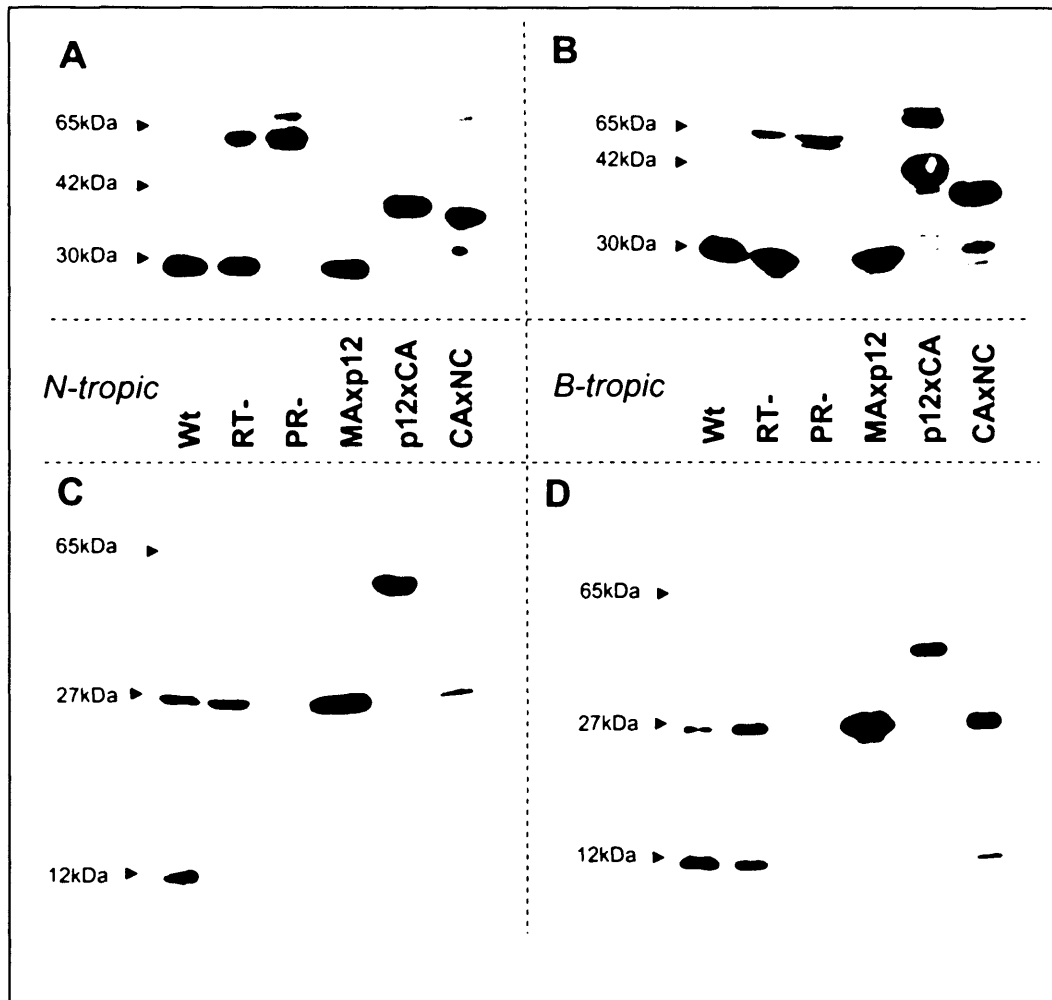 A
65kDa
42kDa
30kDa
B
65kDa
42kDa
30kDa
N-tropic
Wt
RT-
PR-
MAxp12
p12xCA
CAxNC
B-tropic
Wt
RT-
PR-
MAxp12
p12xCA
CAxNC
C
65kDa
27kDa
12kDa
D
65kDa
27kDa
12kDa